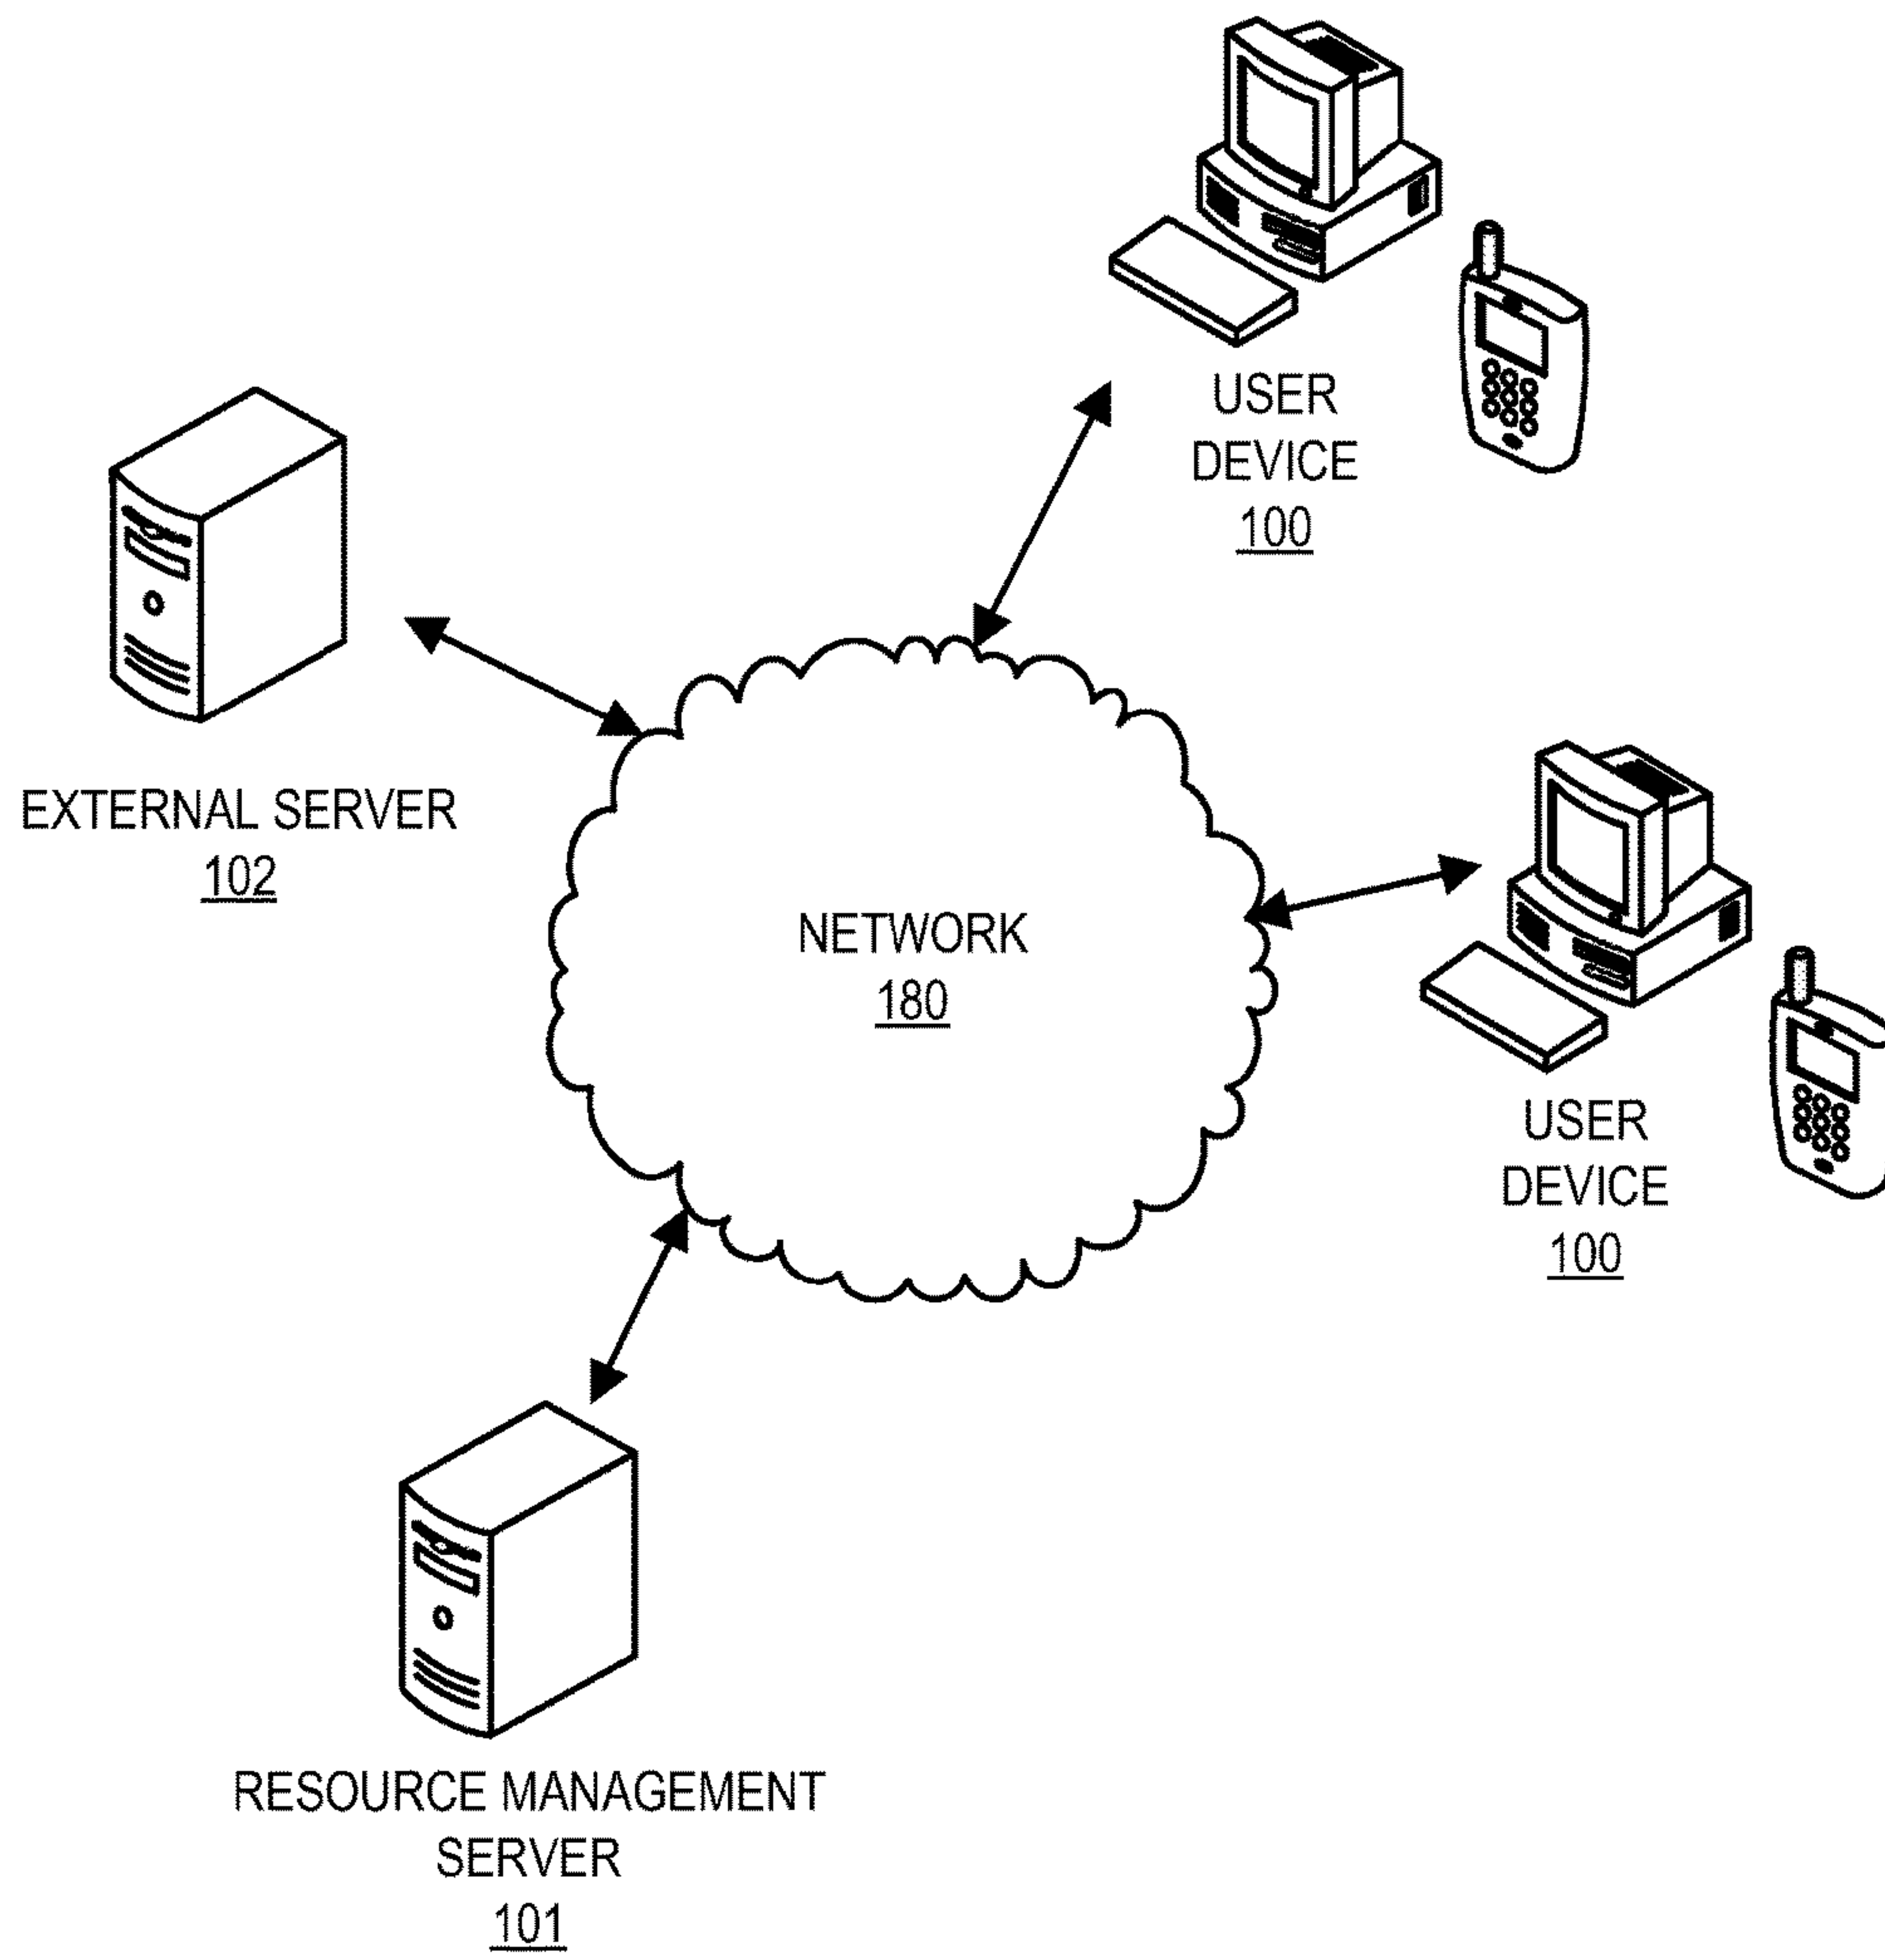 USER
DEVICE
100
EXTERNAL SERVER
102
NETWORK
180
USER
DEVICE
100
RESOURCE MANAGEMENT
SERVER
101